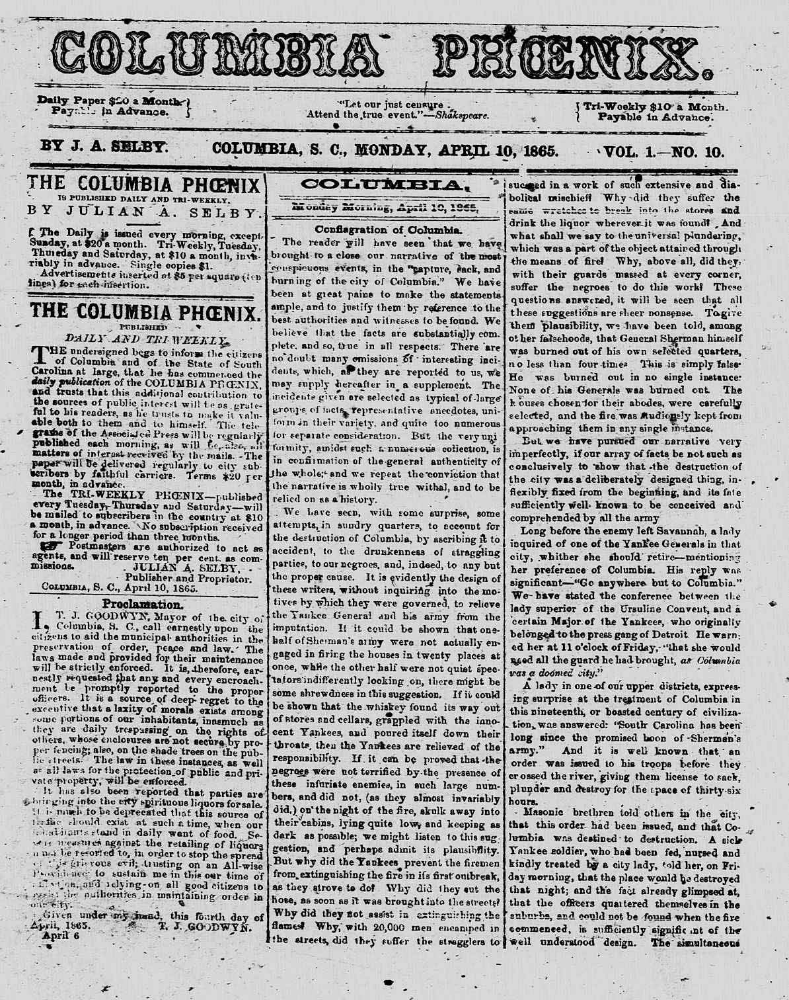 COLUMBIA PHŒNIX.
Daily Paper $20 a Month
Payable in Advance.
"Let our just censure
Attend the true event."—Shakspeare.
Tri-Weekly $10 a Month.
Payable in Advance.
BY J. A. SELBY. COLUMBIA, S. C., MONDAY, APRIL 10, 1865. VOL. 1.—NO. 10.
THE COLUMBIA PHŒNIX
IS PUBLISHED DAILY AND TRI-WEEKLY.
BY JULIAN A. SELBY.
The Daily is issued every morning, except
Sunday, at $20 a month. Tri-Weekly, Tuesday,
Thursday and Saturday, at $10 a month, inva-
riably in advance. Single copies $1.
Advertisements inserted at $5 per square (ten
lines) for each insertion.
THE COLUMBIA PHŒNIX.
PUBLISHED
DAILY AND TRI-WEEKLY.
THE undersigned begs to inform the citizens
of Columbia and of the State of South
Carolina at large, that he has commenced the
daily publication of the COLUMBIA PHŒNIX,
and trusts that this additional contribution to
the sources of public interest will be as grate-
ful to his readers, as he trusts to make it valu-
able both to them and to himself. The tele-
grams of the Associated Press will be regularly
published each morning, as will be, also, all
matters of interest received by the mails. The
paper will be delivered regularly to city sub-
scribers by faithful carriers. Terms $20 per
month, in advance.
The TRI-WEEKLY PHŒNIX—published
every Tuesday, Thursday and Saturday—will
be mailed to subscribers in the country at $10
a month, in advance. No subscription received
for a longer period than three months.
Postmasters are authorized to act as
agents, and will reserve ten per cent. as com-
missions. JULIAN A. SELBY,
Publisher and Proprietor.
COLUMBIA, S. C., April 10, 1865.
Proclamation.
I, T. J. GOODWYN, Mayor of the city of
Columbia, S. C., call earnestly upon the
citizens to aid the municipal authorities in the
preservation of order, peace and law. The
laws made and provided for their maintenance
will be strictly enforced. It is, therefore, ear-
nestly requested that any and every encroach-
ment be promptly reported to the proper
officers. It is a source of deep regret to the
executive that a laxity of morals exists among
some portions of our inhabitants, inasmuch as
they are daily trespassing on the rights of
others, whose enclosures are not secure by pro-
per fencing; also, on the shade trees on the pub-
lic streets. The law in these instances, as well
as all laws for the protection of public and pri-
vate property, will be enforced.
It has also been reported that parties are
bringing into the city spirituous liquors for sale.
It is much to be deprecated that this source of
traffic should exist at such a time, when our
inhabitants stand in daily want of food. Se-
vere measures against the retailing of liquors
will be resorted to, in order to stop the spread
of this grievous evil; trusting on an All-wise
Providence to sustain me in this our time of
and relying on all good citizens to
assist the authorities in maintaining order in
our city.
Given under my hand, this fourth day of
April, 1865. T. J. GOODWYN.
April 6
COLUMBIA.
Monday Morning, April 10, 1865.
Conflagration of Columbia.
The reader will have seen that we have
brought to a close our narrative of the most
conspicuous events, in the "capture, sack, and
burning of the city of Columbia." We have
been at great pains to make the statements
ample, and to justify them by reference to the
best authorities and witnesses to be found. We
believe that the facts are substantially com-
plete, and so, true in all respects. There are
no doubt many omissions of interesting inci-
dents, which, as they are reported to us, we
may supply hereafter in a supplement. The
incidents given are selected as typical of large
groups of facts, representative anecdotes, uni-
form in their variety, and quite too numerous
for separate consideration. But the very uni
formity, amidst such a numerous collection, is
in confirmation of the general authenticity of
the whole; and we repeat the conviction that
the narrative is wholly true withal, and to be
relied on as a history.
We have seen, with some surprise, some
attempts, in sundry quarters, to account for
the destruction of Columbia, by ascribing it to
accident, to the drunkenness of straggling
parties, to our negroes, and, indeed, to any but
the proper cause. It is evidently the design of
these writers, without inquiring into the mo-
tives by which they were governed, to relieve
the Yankee General and his army from the
imputation. If it could be shown that one-
half of Sherman's army were not actually en-
gaged in firing the houses in twenty places at
once, while the other half were not quiet spec-
tators indifferently looking on, there might be
some shrewdness in this suggestion. If it could
be shown that the whiskey found its way out
of stores and cellars, grappled with the inno-
cent Yankees, and poured itself down their
throats, then the Yankees are relieved of the
responsibility. If it can be proved that the
negroes were not terrified by the presence of
these infuriate enemies, in such large num-
bers, and did not, (as they almost invariably
did,) on the night of the fire, skulk away into
their cabins, lying quite low, and keeping as
dark as possible; we might listen to this sug-
gestion, and perhaps admit its plausibility.
But why did the Yankees prevent the firemen
from extinguishing the fire in its first outbreak,
as they strove to do? Why did they cut the
hose, as soon as it was brought into the streets?
Why did they not assist in extinguishing the
flames? Why, with 20,000 men encamped in
the streets, did they suffer the stragglers to
succeed in a work of such extensive and dia-
bolical mischief? Why did they suffer the
same wretches to break into the stores and
drink the liquor wherever it was found? And
what shall we say to the universal plundering,
which was a part of the object attained through
the means of fire? Why, above all, did they,
with their guards massed at every corner,
suffer the negroes to do this work? These
questions answered, it will be seen that all
these suggestions are sheer nonsense. To give
them plausibility, we have been told, among
other falsehoods, that General Sherman himself
was burned out of his own selected quarters,
no less than four times This is simply false
He was burned out in no single instance:
None of his Generals was burned out. The
houses chosen for their abodes, were carefully
selected, and the fire was studiously kept from
approaching them in any single instance.
But we have pursued our narrative very
imperfectly, if our array of facts be not such as
conclusively to show that the destruction of
the city was a deliberately designed thing, in-
flexibly fixed from the beginning, and its fate
sufficiently well known to be conceived and
comprehended by all the army
Long before the enemy left Savannah, a lady
inquired of one of the Yankee Generals in that
city, whither she should retire—mentioning
her preference of Columbia. His reply was
significant—"Go anywhere but to Columbia."
We have stated the conference between the
lady superior of the Ursuline Convent, and a
certain Major of the Yankees, who originally
belonged to the press gang of Detroit He warn-
ed her at 11 o'clock of Friday, "that she would
need all the guard he had brought, as Columbia
was a doomed city."
A lady in one of our upper districts, express-
ing surprise at the treatment of Columbia in
this nineteenth, or boasted century of civiliza-
tion, was answered: "South Carolina has been
long since the promised boon of Sherman's
army." And it is well known that an
order was issued to his troops before they
crossed the river, giving them license to sack,
plunder and destroy for the space of thirty-six
hours.
Masonic brethren told others in the city,
that this order had been issued, and that Co-
lumbia was destined to destruction. A sick
Yankee soldier, who had been fed, nursed and
kindly treated by a city lady, told her, on Fri-
day morning, that the place would be destroyed
that night; and the fact already glimpsed at,
that the officers quartered themselves in the
suburbs, and could not be found when the fire
commenced, is sufficiently significant of the
well understood design. The simultaneous